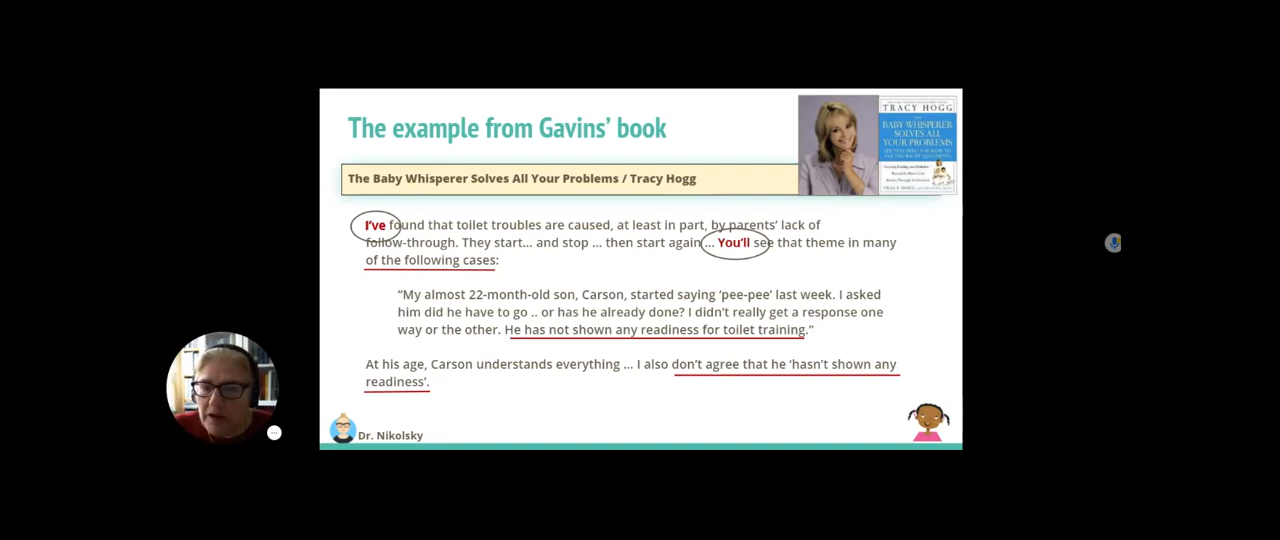 The example from Gavins’ book
TRACY HOGG
THE
BABY WHISPERER
SOLVES ALL
YOUR PROBLEMS
The Baby Whisperer Solves All Your Problems / Tracy Hogg
I’ve found that toilet troubles are caused, at least in part, by parents’ lack of
follow-through. They start… and stop … then start again … You’ll see that theme in many
of the following cases:
“My almost 22-month-old son, Carson, started saying ‘pee-pee’ last week. I asked
him did he have to go .. or has he already done? I didn’t really get a response one
way or the other. He has not shown any readiness for toilet training.”
At his age, Carson understands everything … I also don’t agree that he ‘hasn’t shown any
readiness’.
Dr. Nikolsky